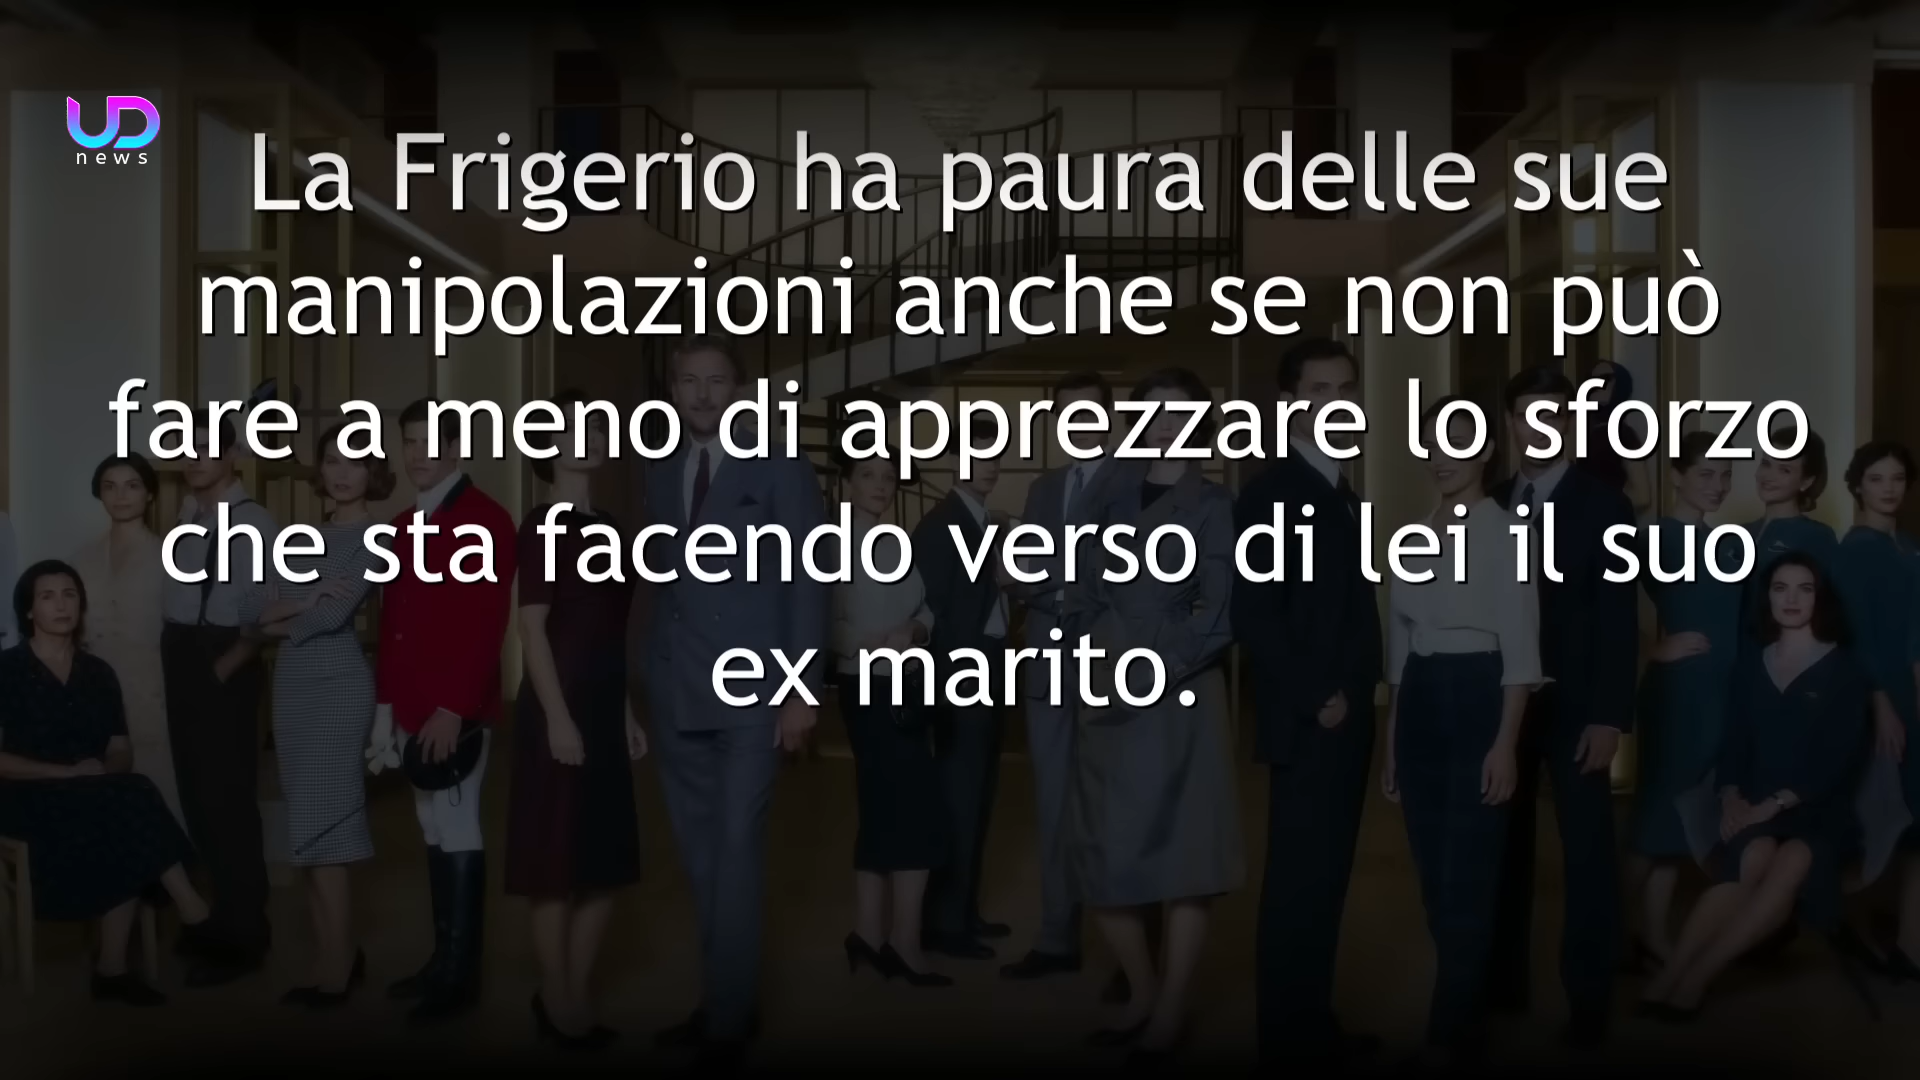 UD
news
La Frigerio ha paura delle sue
manipolazioni anche se non può
fare a meno di apprezzare lo sforzo
che sta facendo verso di lei il suo
ex marito.